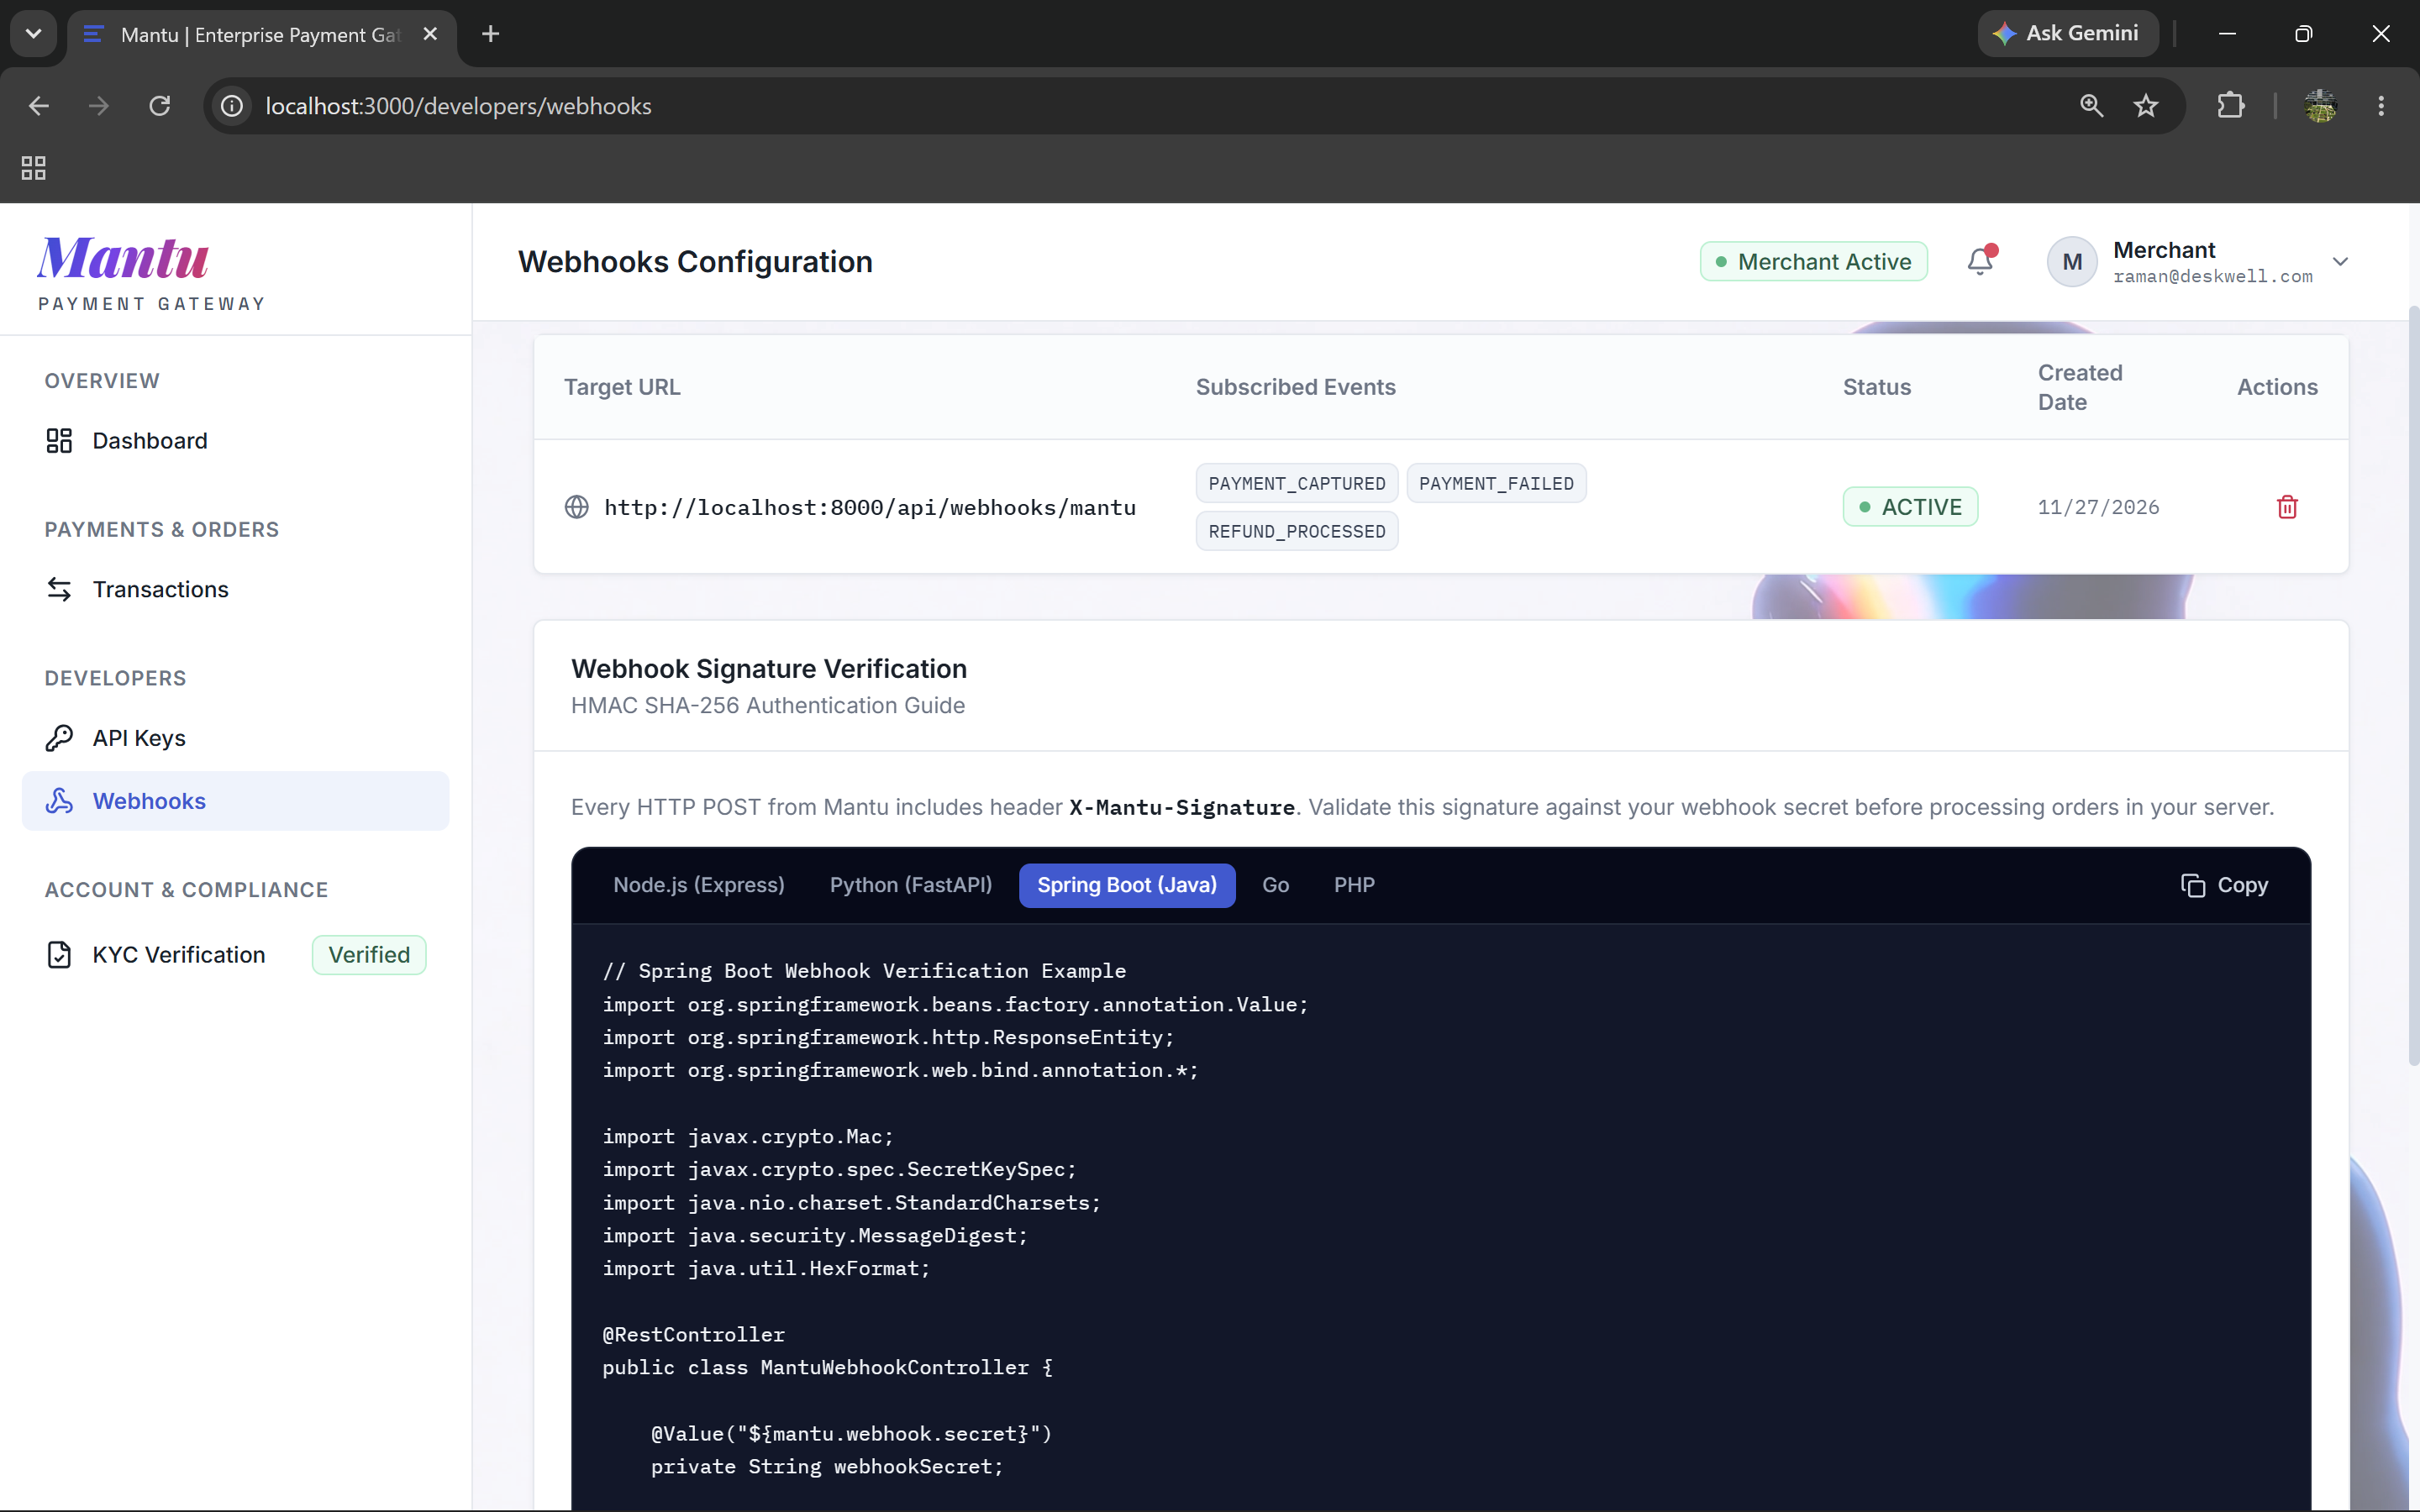 Mantu | Enterprise Payment Gat
Ask Gemini
localhost:3000/developers/webhooks
Mantu
PAYMENT GATEWAY
Webhooks Configuration
Merchant Active
M
Merchant
raman@deskwell.com
OVERVIEW
Dashboard
PAYMENTS & ORDERS
Transactions
DEVELOPERS
API Keys
Webhooks
ACCOUNT & COMPLIANCE
KYC Verification
Verified
Target URL
Subscribed Events
Status
Created
Date
Actions
http://localhost:8000/api/webhooks/mantu
PAYMENT_CAPTURED
PAYMENT_FAILED
REFUND_PROCESSED
ACTIVE
11/27/2026
Webhook Signature Verification
HMAC SHA-256 Authentication Guide
Every HTTP POST from Mantu includes header X-Mantu-Signature. Validate this signature against your webhook secret before processing orders in your server.
Node.js (Express)
Python (FastAPI)
Spring Boot (Java)
Go
PHP
Copy
// Spring Boot Webhook Verification Example
import org.springframework.beans.factory.annotation.Value;
import org.springframework.http.ResponseEntity;
import org.springframework.web.bind.annotation.*;
import javax.crypto.Mac;
import javax.crypto.spec.SecretKeySpec;
import java.nio.charset.StandardCharsets;
import java.security.MessageDigest;
import java.util.HexFormat;
@RestController
public class MantuWebhookController {
@Value("${mantu.webhook.secret}")
private String webhookSecret;